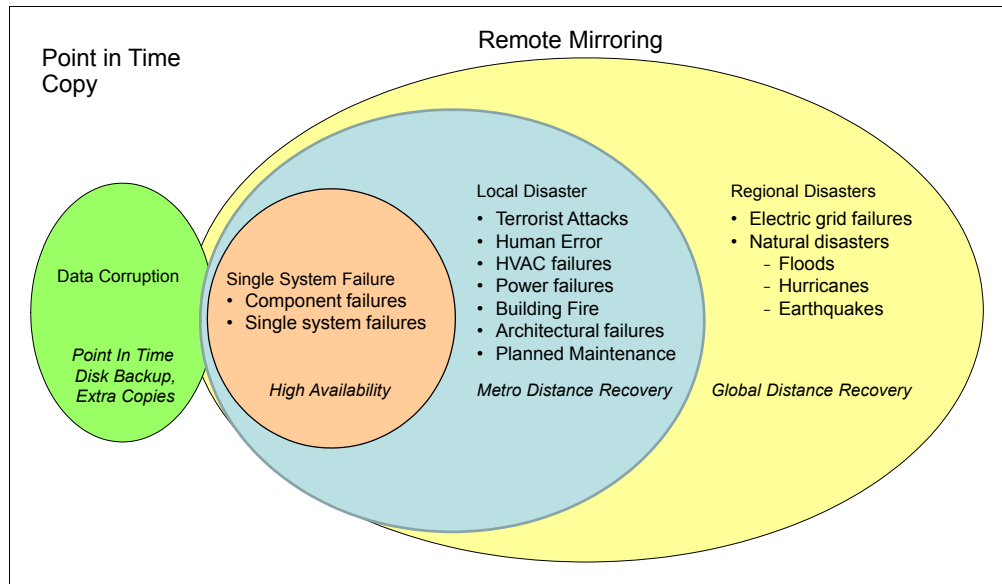 Point in Time
Copy
Remote Mirroring
Data Corruption
Point In Time
Disk Backup,
Extra Copies
Single System Failure
• Component failures
• Single system failures
High Availability
Local Disaster
• Terrorist Attacks
• Human Error
• HVAC failures
• Power failures
• Building Fire
• Architectural failures
• Planned Maintenance
Metro Distance Recovery
Regional Disasters
• Electric grid failures
• Natural disasters
– Floods
– Hurricanes
– Earthquakes
Global Distance Recovery